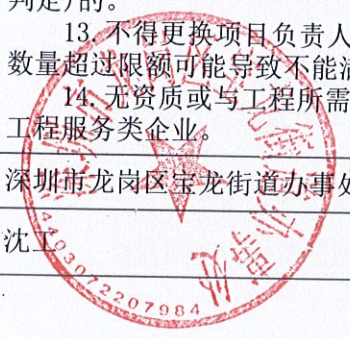 判定)的。
13. 不得更换项目负责人
数量超过限额可能导致不能满
14. 无资质或与工程所需
工程服务类企业。
深圳市龙岗区宝龙街道办事处
沈工
4403072207984